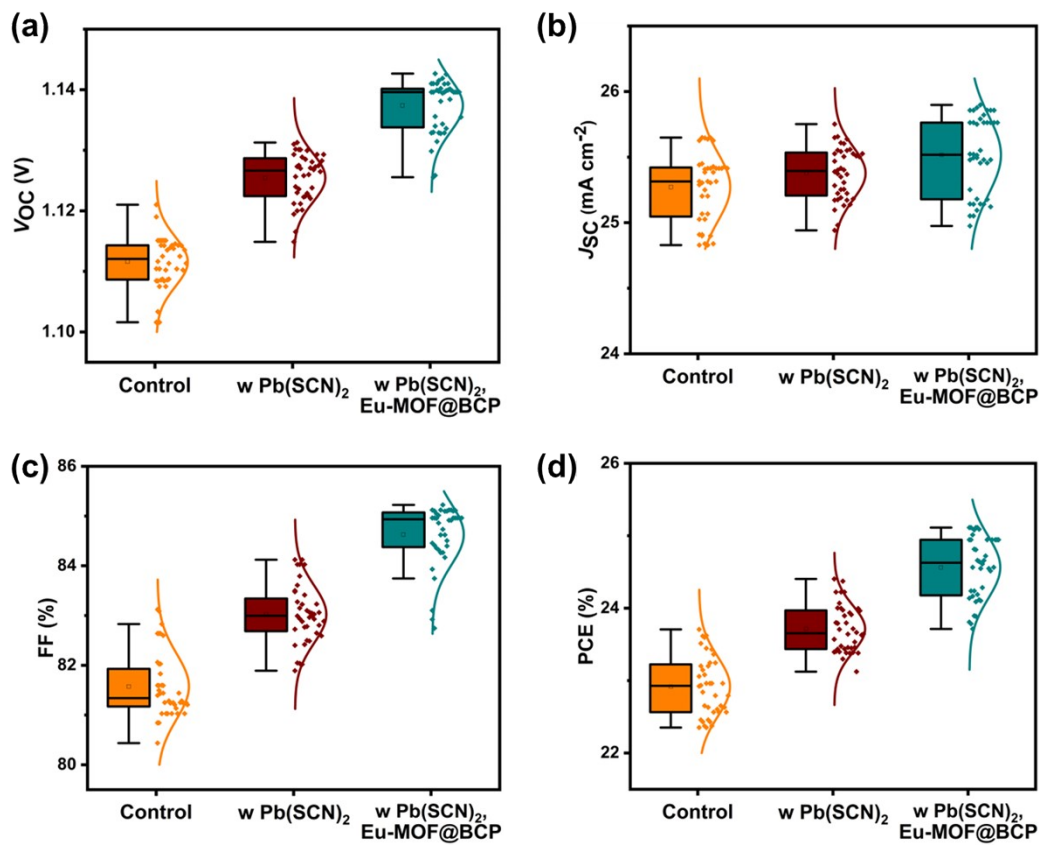 (a)
V_OC (V)
1.14
1.12
1.10
Control
w Pb(SCN)₂
w Pb(SCN)₂,
Eu-MOF@BCP
(b)
J_SC (mA cm⁻²)
26
25
24
Control
w Pb(SCN)₂
w Pb(SCN)₂,
Eu-MOF@BCP
(c)
FF (%)
86
84
82
80
Control
w Pb(SCN)₂
w Pb(SCN)₂,
Eu-MOF@BCP
(d)
PCE (%)
26
24
22
Control
w Pb(SCN)₂
w Pb(SCN)₂,
Eu-MOF@BCP